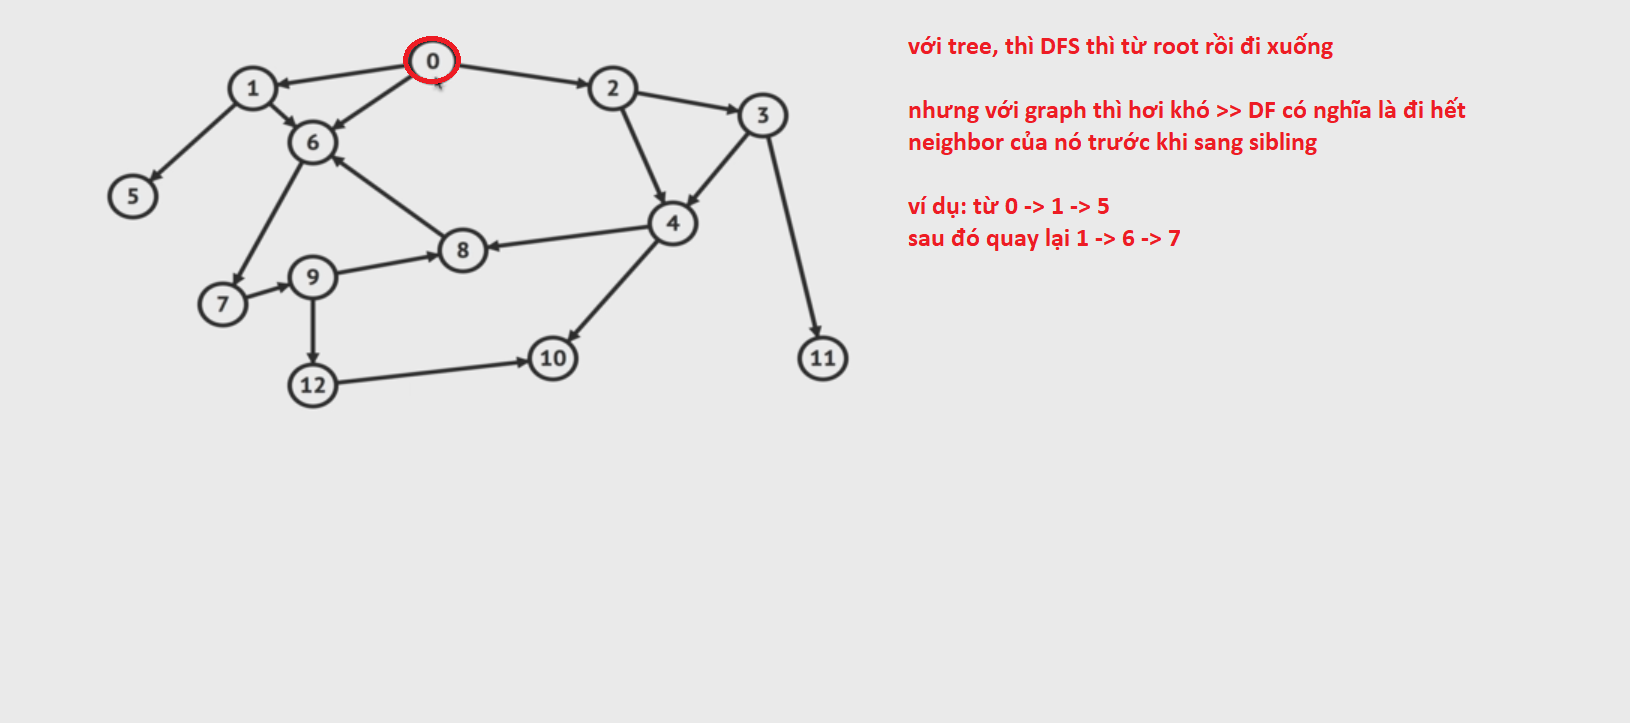 0
1
2
3
6
5
4
8
9
7
10
11
12
với tree, thì DFS thì từ root rồi đi xuống
nhưng với graph thì hơi khó >> DF có nghĩa là đi hết
neighbor của nó trước khi sang sibling
ví dụ: từ 0 -> 1 -> 5
sau đó quay lại 1 -> 6 -> 7